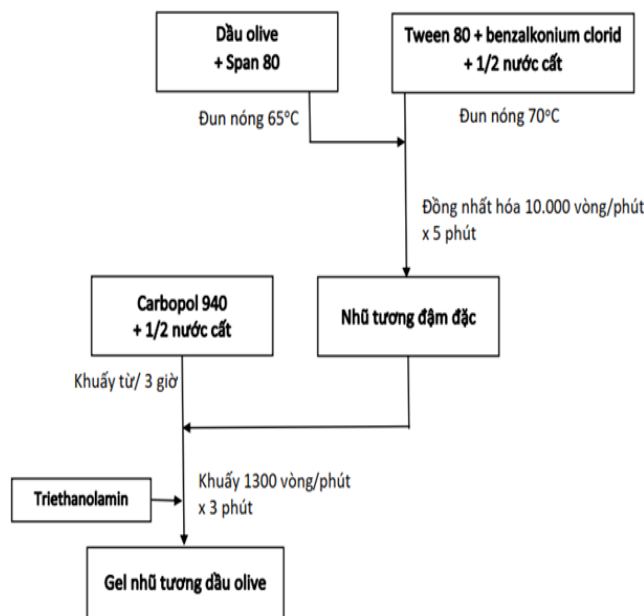 Dầu olive
+ Span 80
Tween 80 + benzalkonium clorid
+ 1/2 nước cất
Đun nóng 65°C
Đun nóng 70°C
Đồng nhất hóa 10.000 vòng/phút
x 5 phút
Carbopol 940
+ 1/2 nước cất
Nhũ tương đậm đặc
Khuấy từ/ 3 giờ
Triethanolamin
Khuấy 1300 vòng/phút
x 3 phút
Gel nhũ tương dầu olive